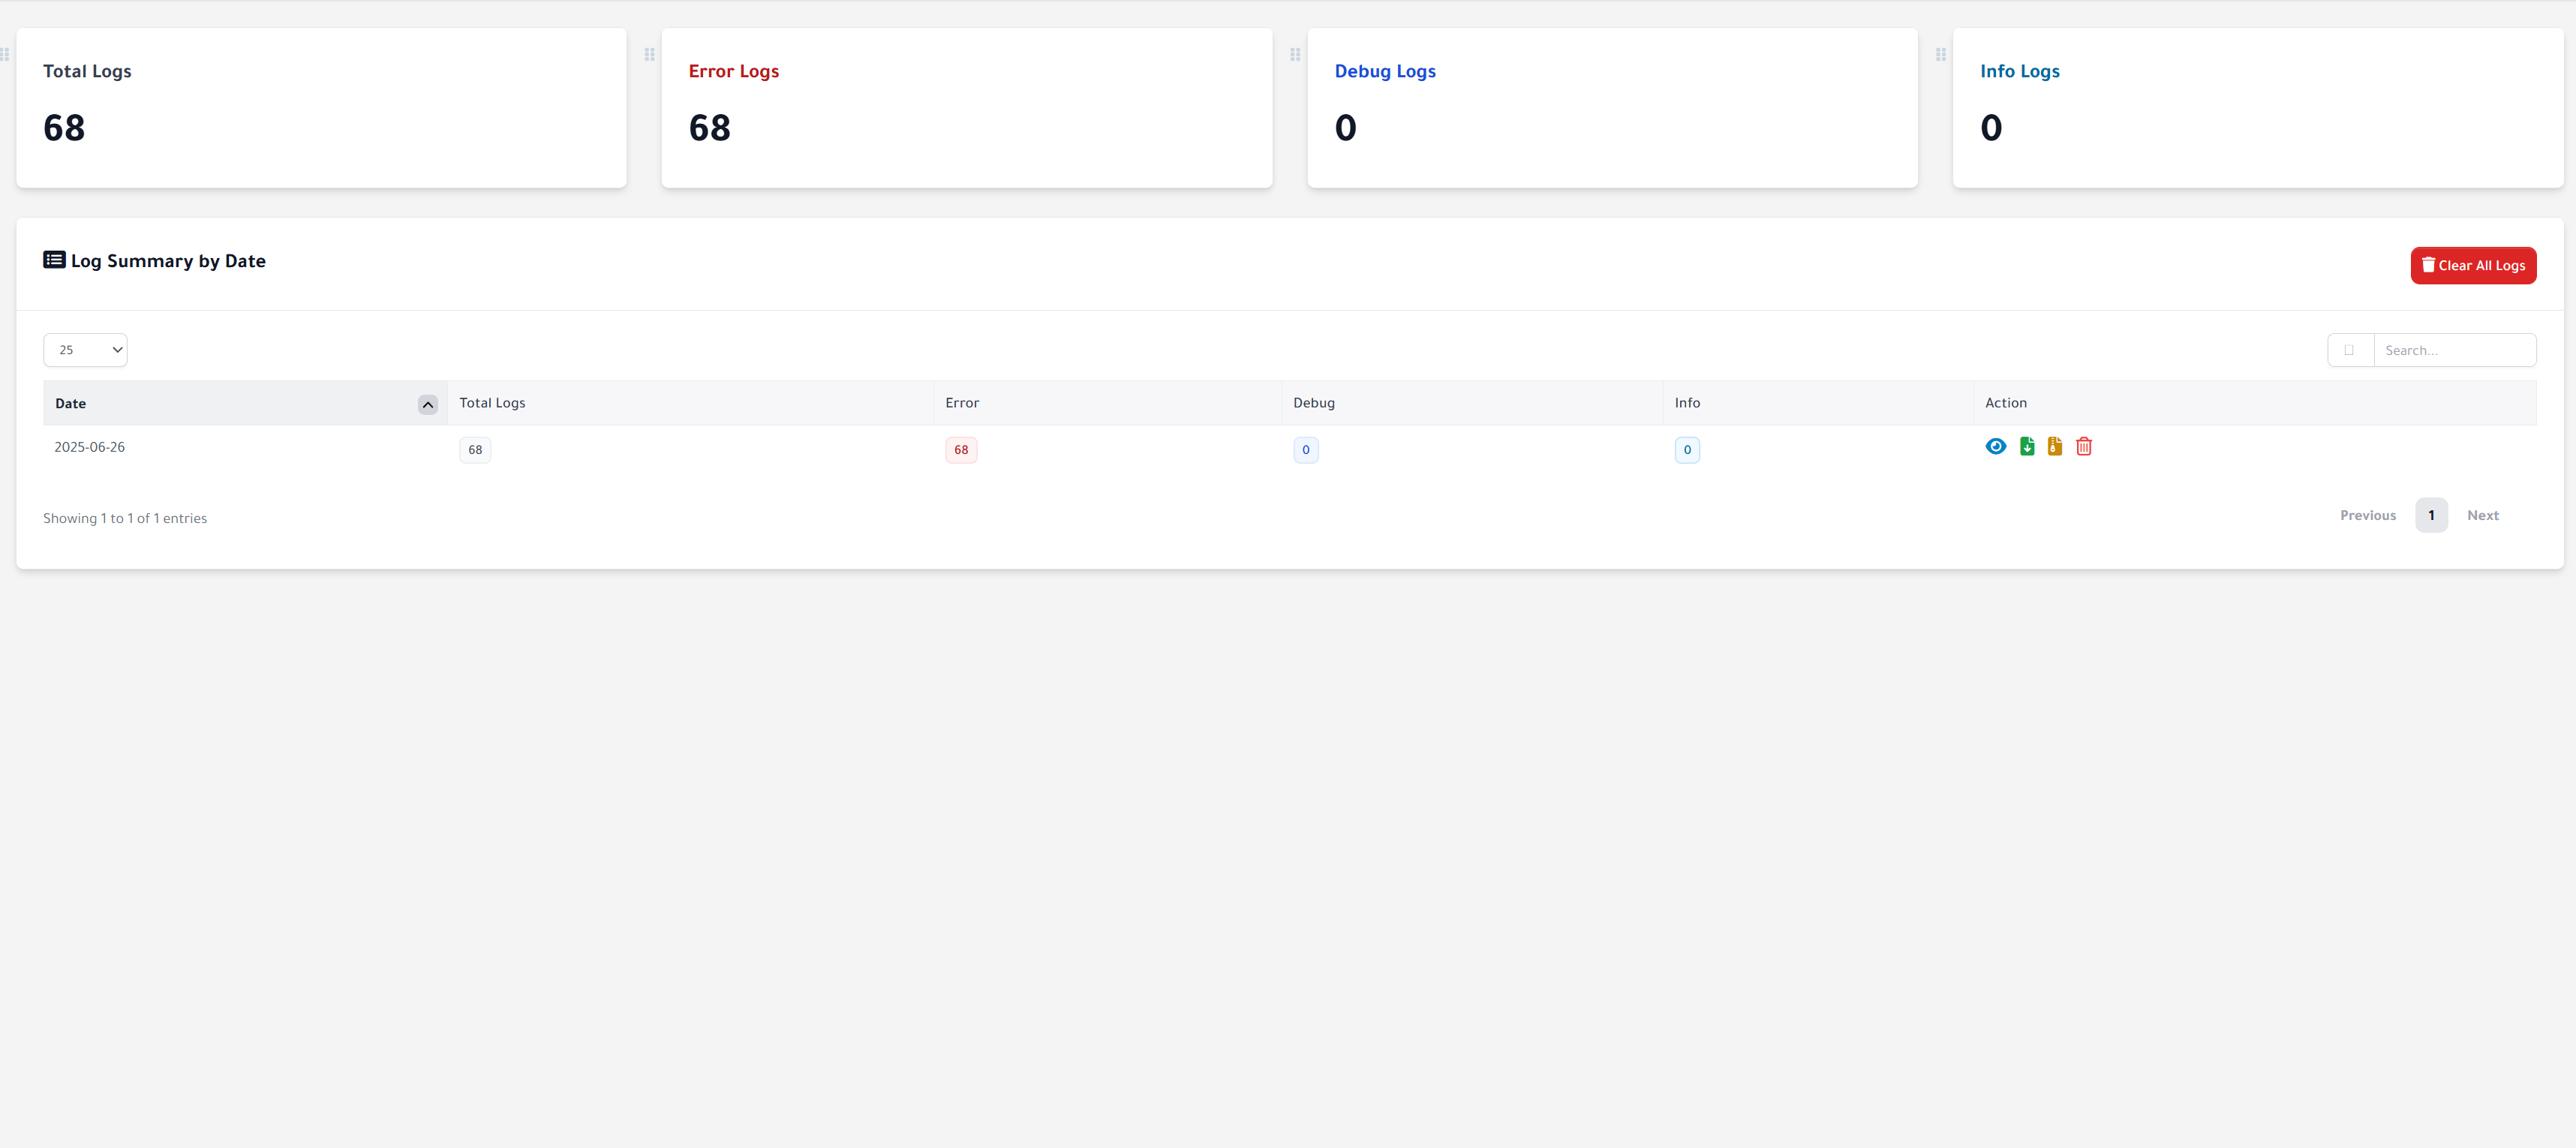 Total Logs
68
Error Logs
68
Debug Logs
0
Info Logs
0
Log Summary by Date
Clear All Logs
25
Search...
Date Total Logs Error Debug Info Action
2025-06-26 68 68 0 0
Showing 1 to 1 of 1 entries
Previous 1 Next